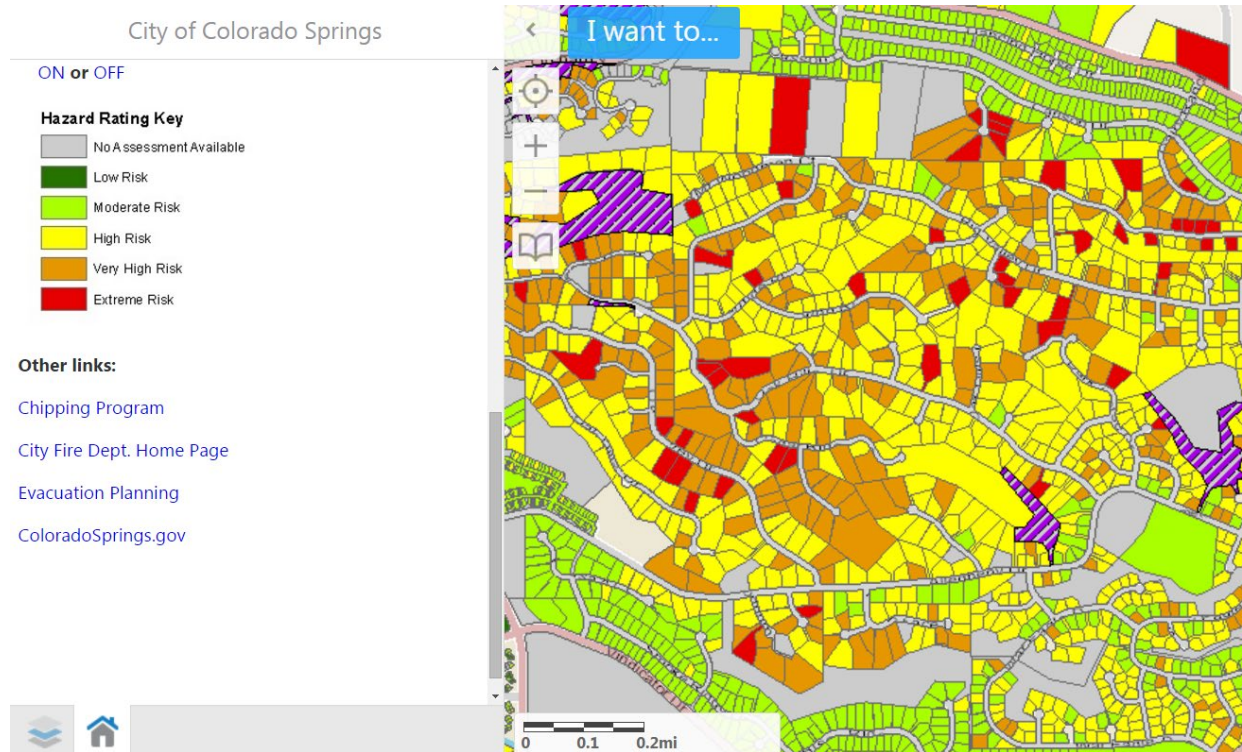 City of Colorado Springs
I want to...
ON or OFF
Hazard Rating Key
No Assessment Available
Low Risk
Moderate Risk
High Risk
Very High Risk
Extreme Risk
Other links:
Chipping Program
City Fire Dept. Home Page
Evacuation Planning
ColoradoSprings.gov
Vindicator Dr
0 0.1 0.2mi